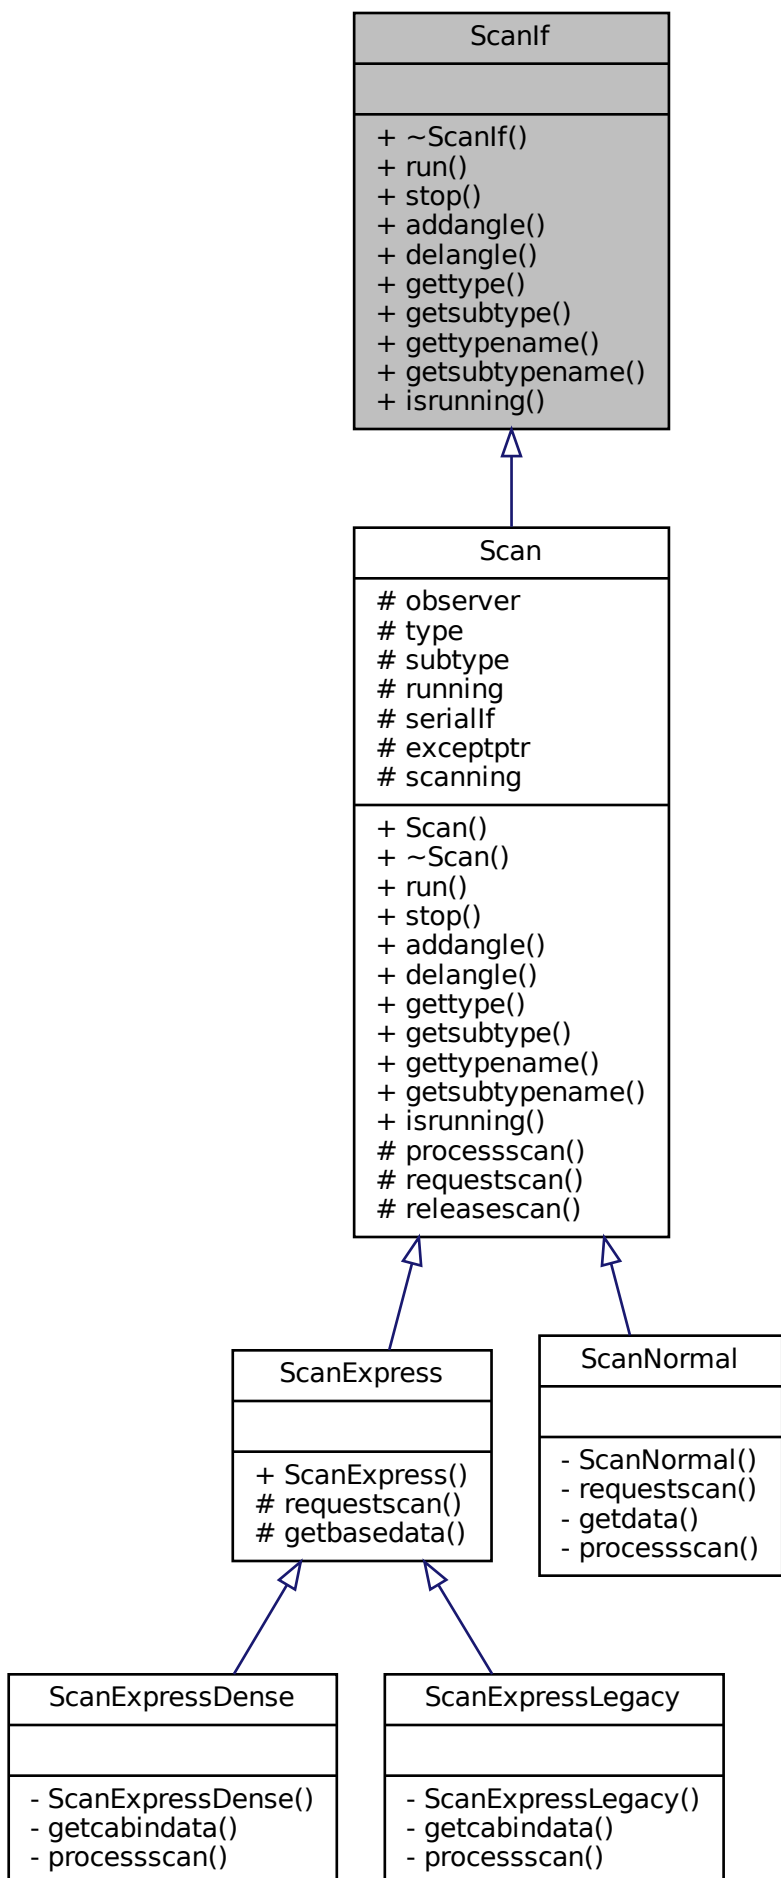 ScanIf
+ ~ScanIf()
+ run()
+ stop()
+ addangle()
+ delangle()
+ gettype()
+ getsubtype()
+ gettypename()
+ getsubtypename()
+ isrunning()
Scan
# observer
# type
# subtype
# running
# serialIf
# exceptptr
# scanning
+ Scan()
+ ~Scan()
+ run()
+ stop()
+ addangle()
+ delangle()
+ gettype()
+ getsubtype()
+ gettypename()
+ getsubtypename()
+ isrunning()
# processscan()
# requestscan()
# releasescan()
ScanExpress
+ ScanExpress()
# requestscan()
# getbasedata()
ScanNormal
- ScanNormal()
- requestscan()
- getdata()
- processscan()
ScanExpressDense
- ScanExpressDense()
- getcabindata()
- processscan()
ScanExpressLegacy
- ScanExpressLegacy()
- getcabindata()
- processscan()